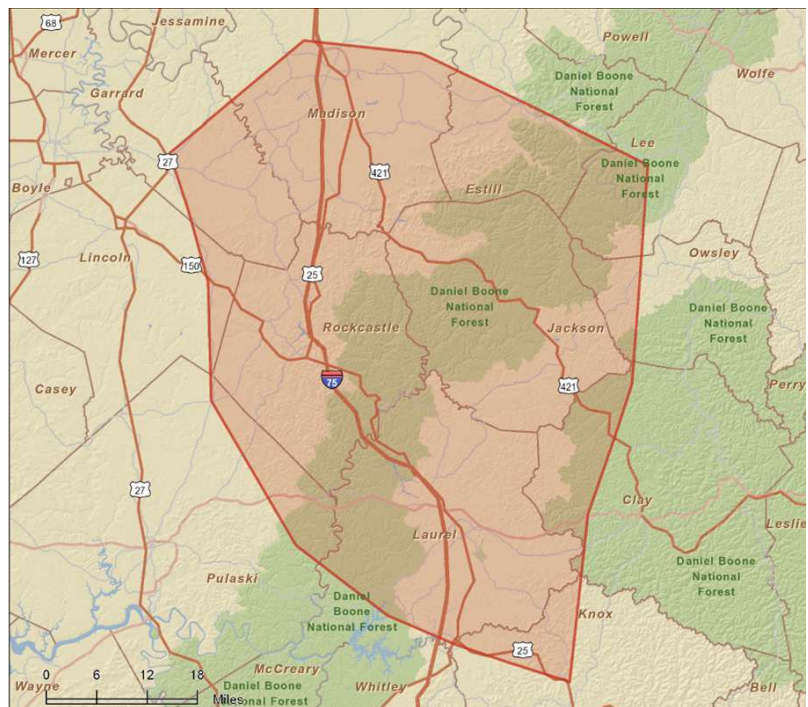 68
Jessamine
Mercer
Powell
Wolfe
Daniel Boone
National
Forest
Garrard
Madison
Lee
27
421
Daniel Boone
National
Forest
Boyle
Estill
127
Lincoln
150
Owsley
25
Daniel Boone
National
Forest
Daniel Boone
National
Forest
Rockcastle
Jackson
75
421
Casey
Perry
27
Clay
Laurel
Leslie
Daniel Boone
National
Forest
Pulaski
Daniel
Boone
National Forest
Knox
25
McCreary
Wayne
Whitley
Bell
Daniel Boone
National Forest
0 6 12 18
Miles